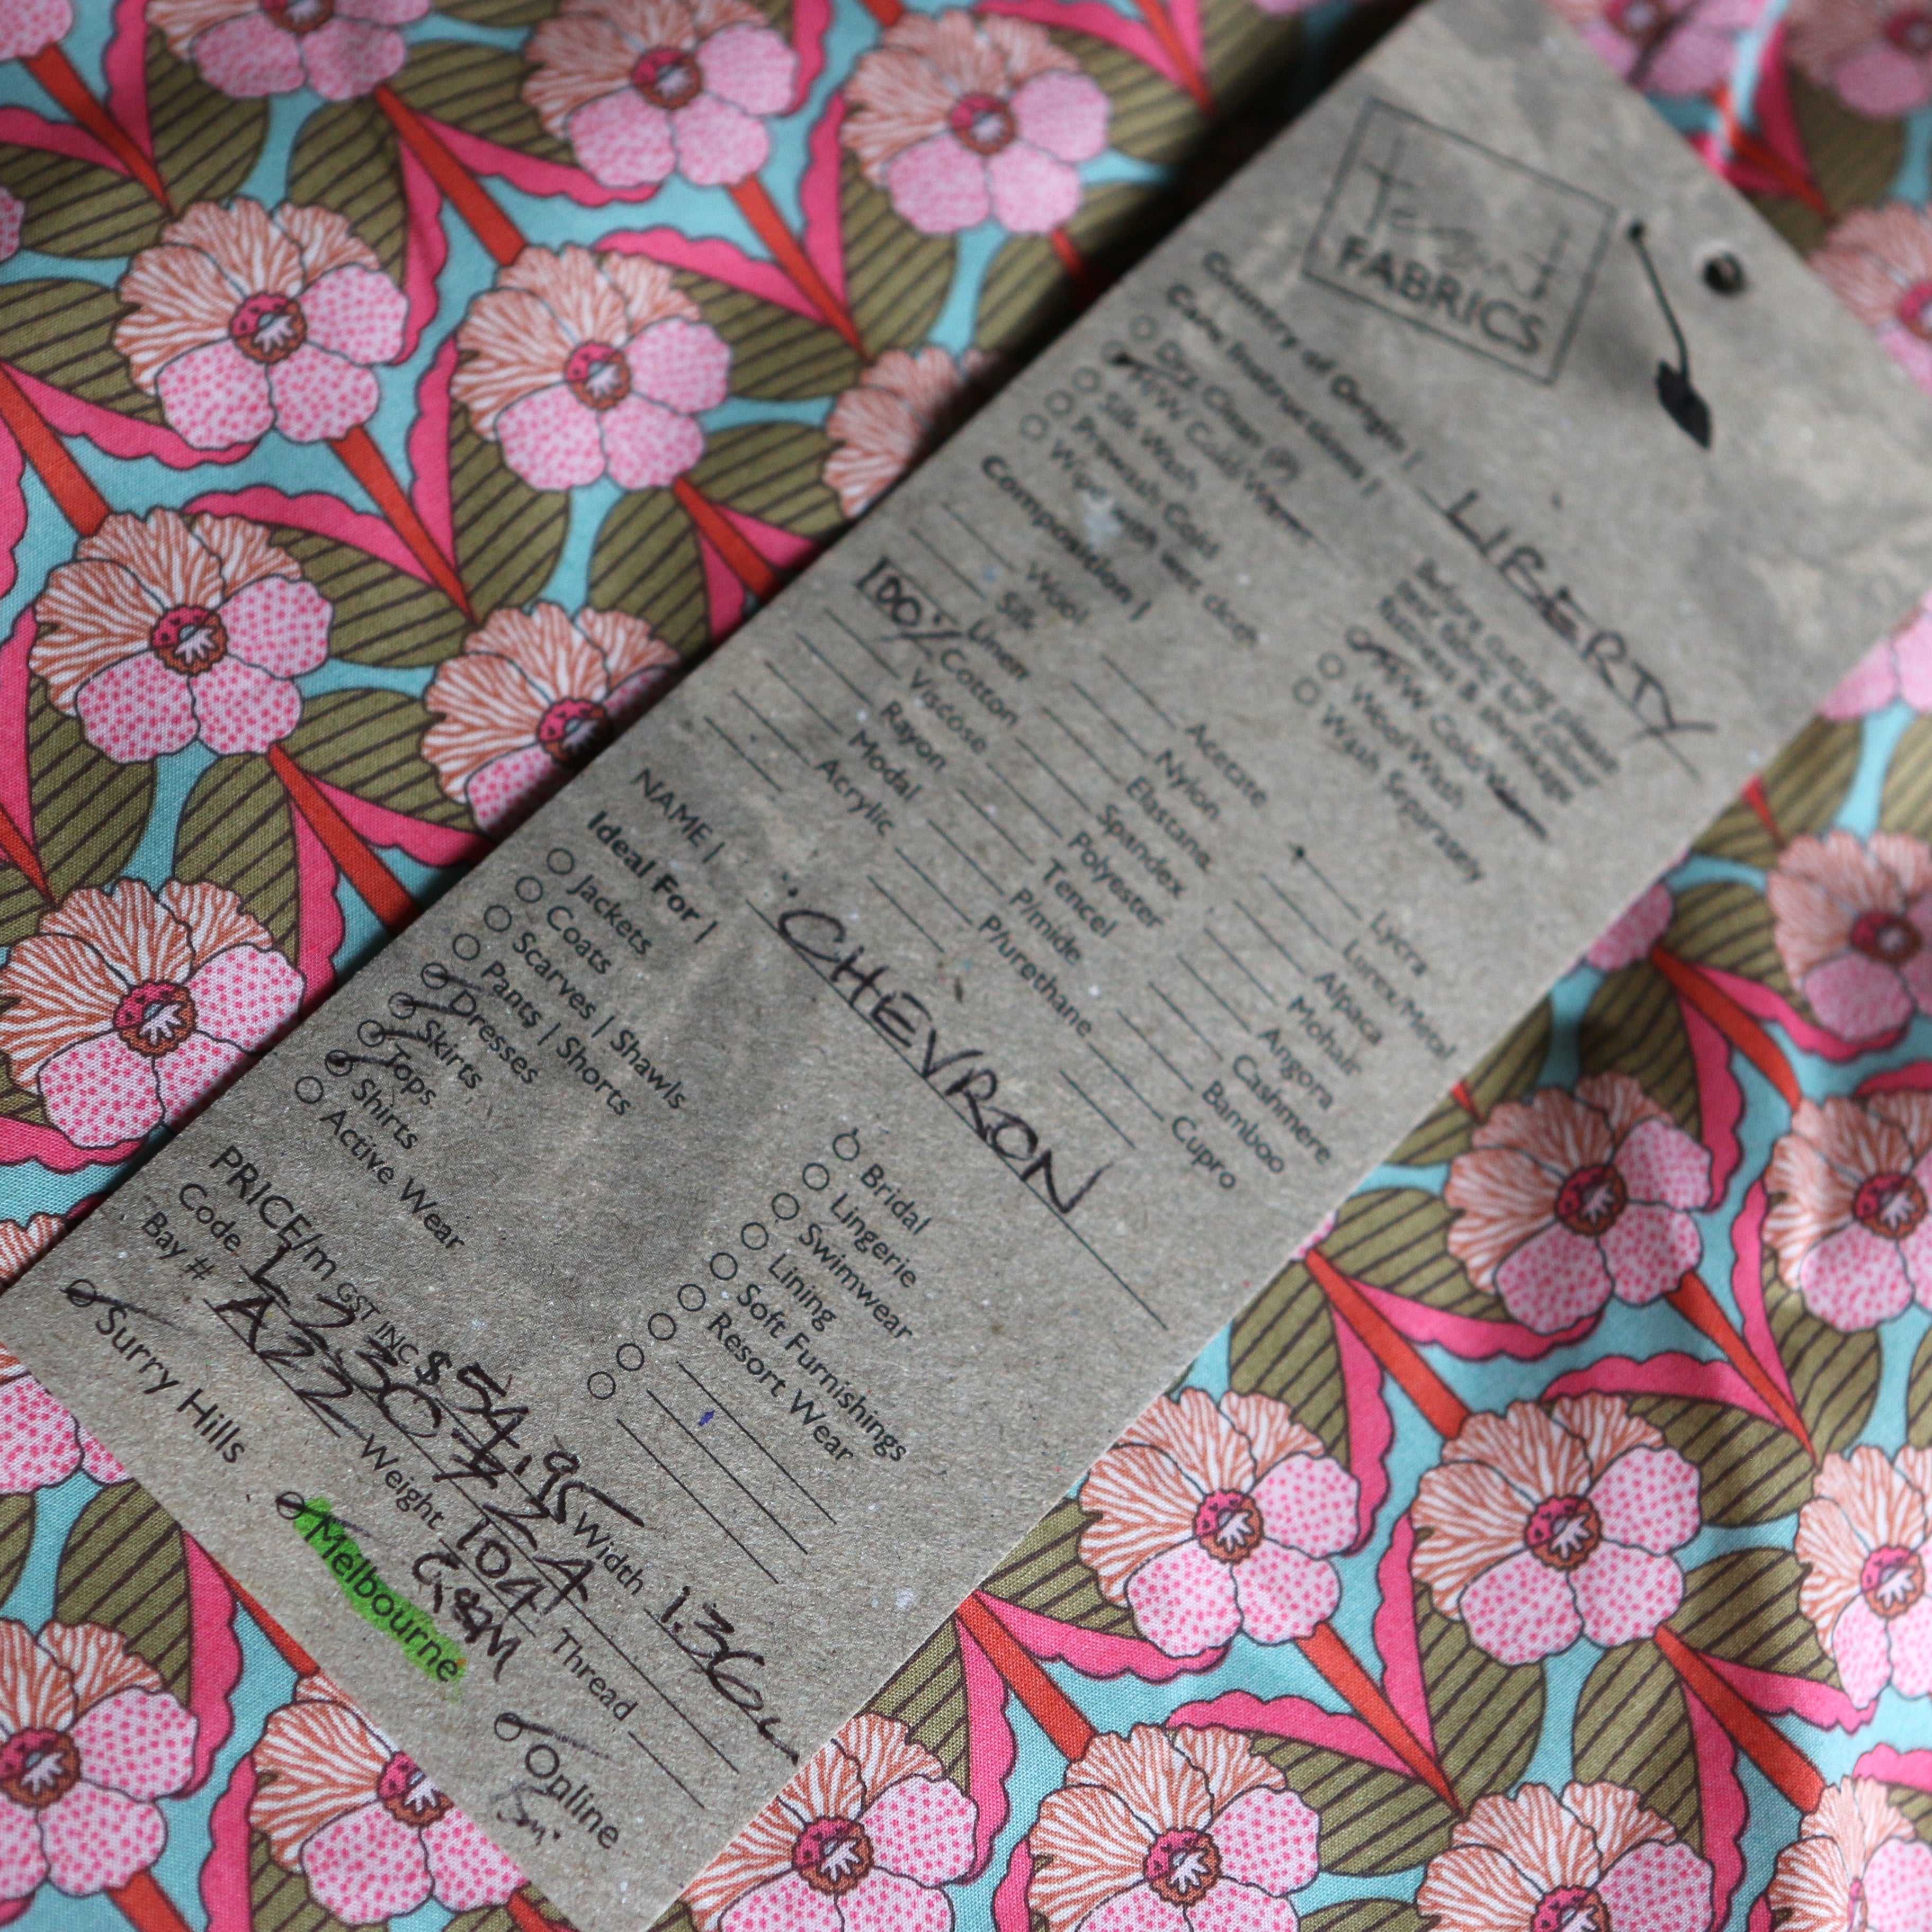 FABRICS
Country of Origin | LIBERTY
Care Instructions |
Dry Clean (P)
H/W Cold
Silk Wash
Prewash Cold
Wipe with wet cloth
Before cutting please
test fabric for colour
fastness & shrinkage
M/W Cold
Wool Wash
Wash Separately
Composition |
Wool
Silk
Linen
100% Cotton
Viscose
Rayon
Modal
Acrylic
Acetate
Nylon
Elastane
Spandex
Polyester
Tencel
P/mide
P/urethane
Lycra
Lurex/Metal
Alpaca
Mohair
Angora
Cashmere
Bamboo
Cupro
NAME | "CHEVRON
Ideal For |
Jackets
Coats
Scarves | Shawls
Pants | Shorts
Dresses
Skirts
Tops
Shirts
Active Wear
Bridal
Lingerie
Swimwear
Lining
Soft Furnishings
Resort Wear
PRICE/m GST INC $54.95 Width 1.36
Code
Bay # A22 Weight 104 GSM Thread
Surry Hills Melbourne Online